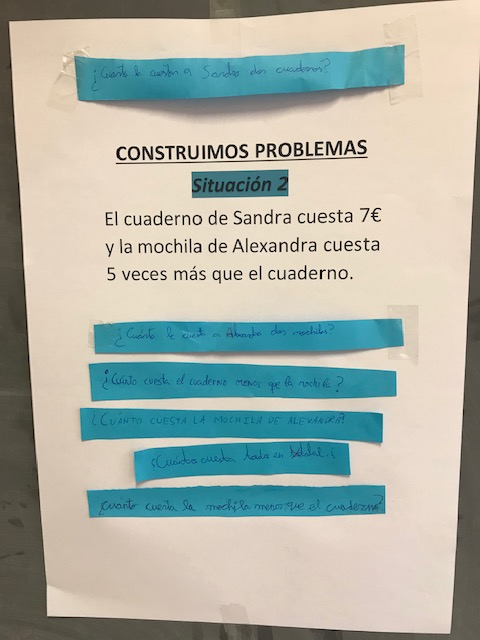 ¿Cuánto le cuestan a Sandra dos cuadernos?
CONSTRUIMOS PROBLEMAS
Situación 2
El cuaderno de Sandra cuesta 7€
y la mochila de Alexandra cuesta
5 veces más que el cuaderno.
¿Cuánto le cuesta a Alexandra dos mochilas?
¿Cuánto cuesta el cuaderno menos que la mochila?
¿CUÁNTO CUESTA LA MOCHILA DE ALEXANDRA?
¿Cuántos cuesta todo en total?
¿cuánto cuesta la mochila menos que el cuaderno?